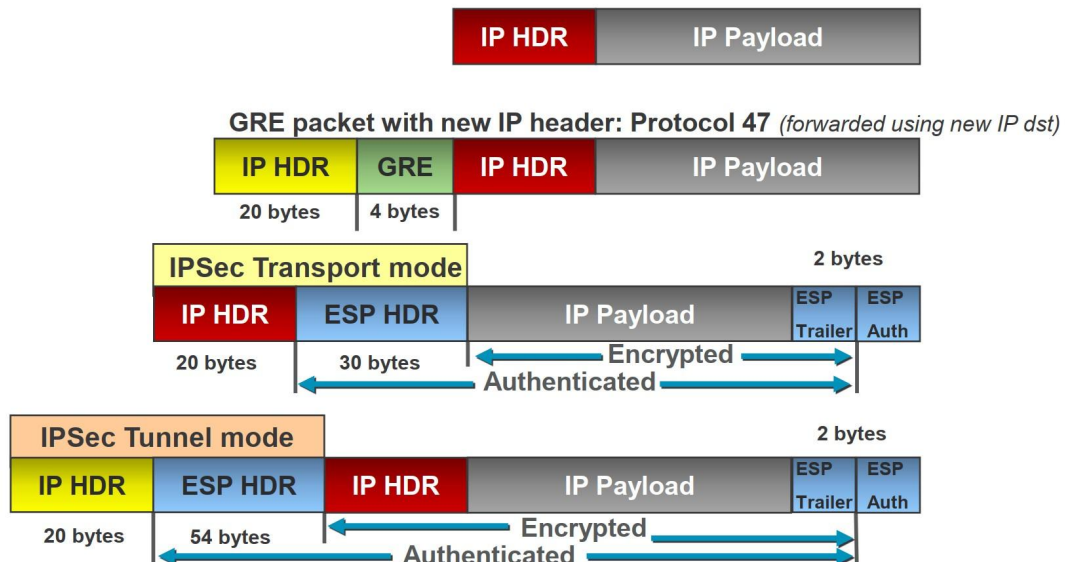 IP HDR IP Payload
GRE packet with new IP header: Protocol 47 (forwarded using new IP dst)
IP HDR GRE IP HDR IP Payload
20 bytes 4 bytes
IPSec Transport mode
2 bytes
IP HDR ESP HDR IP Payload ESP Trailer ESP Auth
20 bytes 30 bytes
Encrypted
Authenticated
IPSec Tunnel mode
2 bytes
IP HDR ESP HDR IP HDR IP Payload ESP Trailer ESP Auth
20 bytes 54 bytes
Encrypted
Authenticated